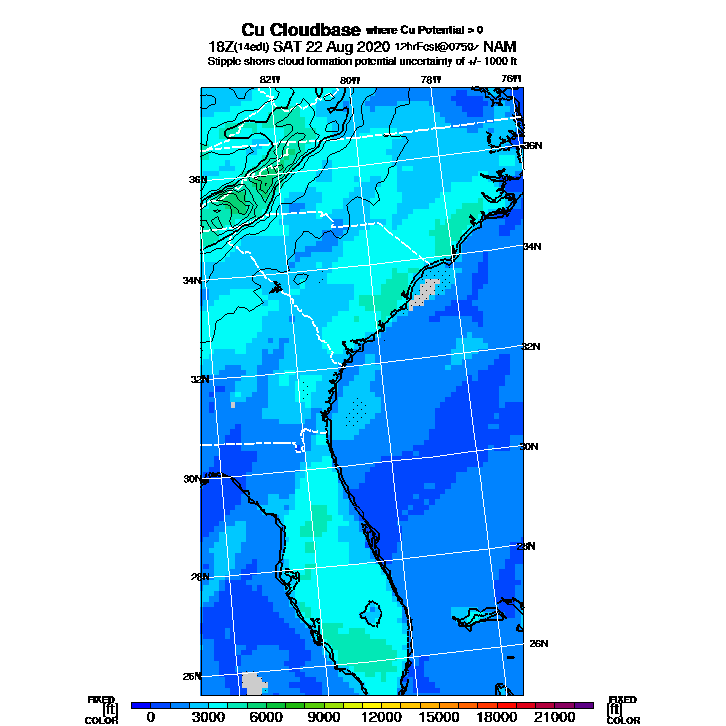 Cu Cloudbase where Cu Potential > 0
18Z(14edt) SAT 22 Aug 2020 12hrFcst@0750z NAM
Stipple shows cloud formation potential uncertainty of +/- 1000 ft
82W 80W 78W 76W
36N
36N
34N
34N
32N
32N
30N
30N
28N
28N
26N
26N
FIXED FIXED
[ft] [ft]
COLOR COLOR
0 3000 6000 9000 12000 15000 18000 21000